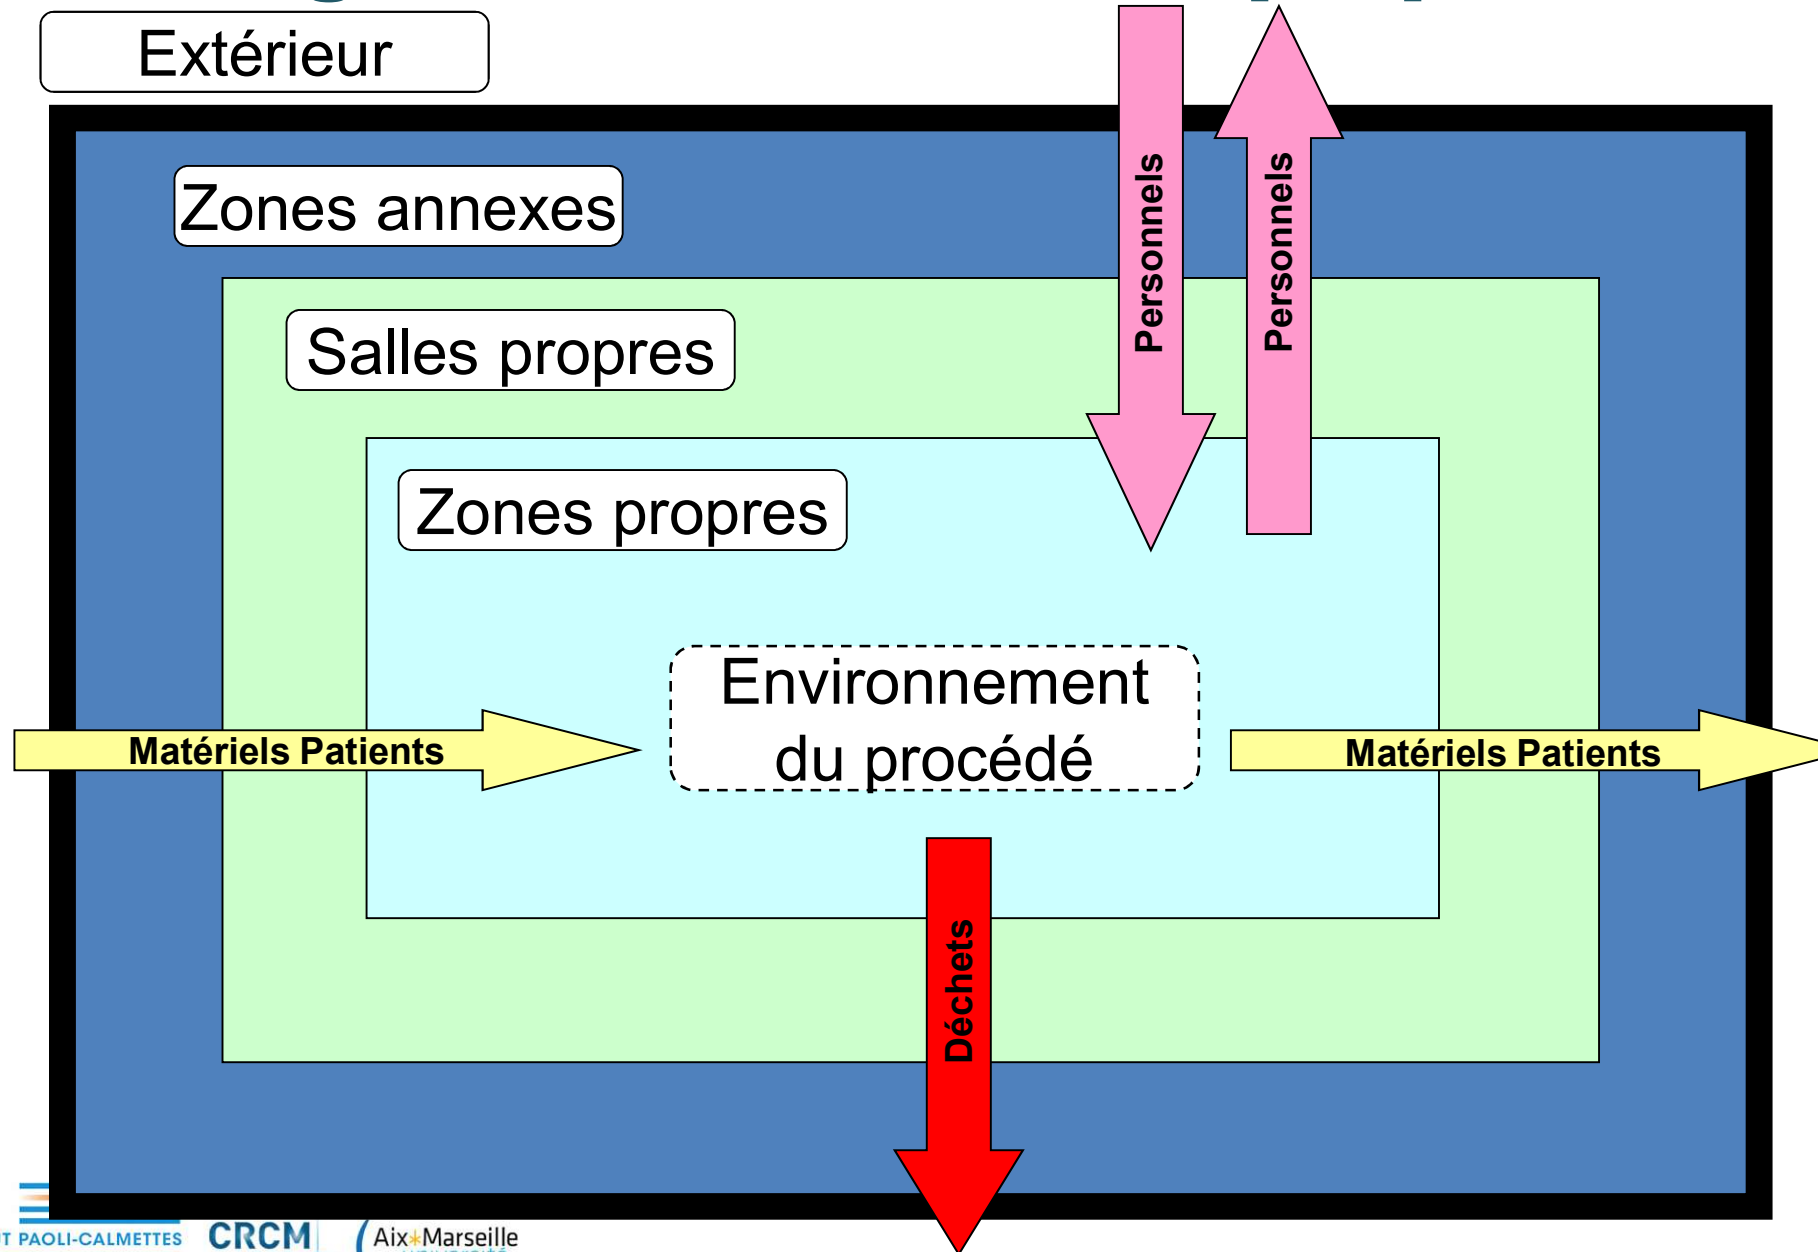 Extérieur
Zones annexes
Personnels
Personnels
Salles propres
Zones propres
Environnement
du procédé
Matériels Patients
Matériels Patients
Déchets
PAOLI-CALMETTES
CRCM
Aix*Marseille